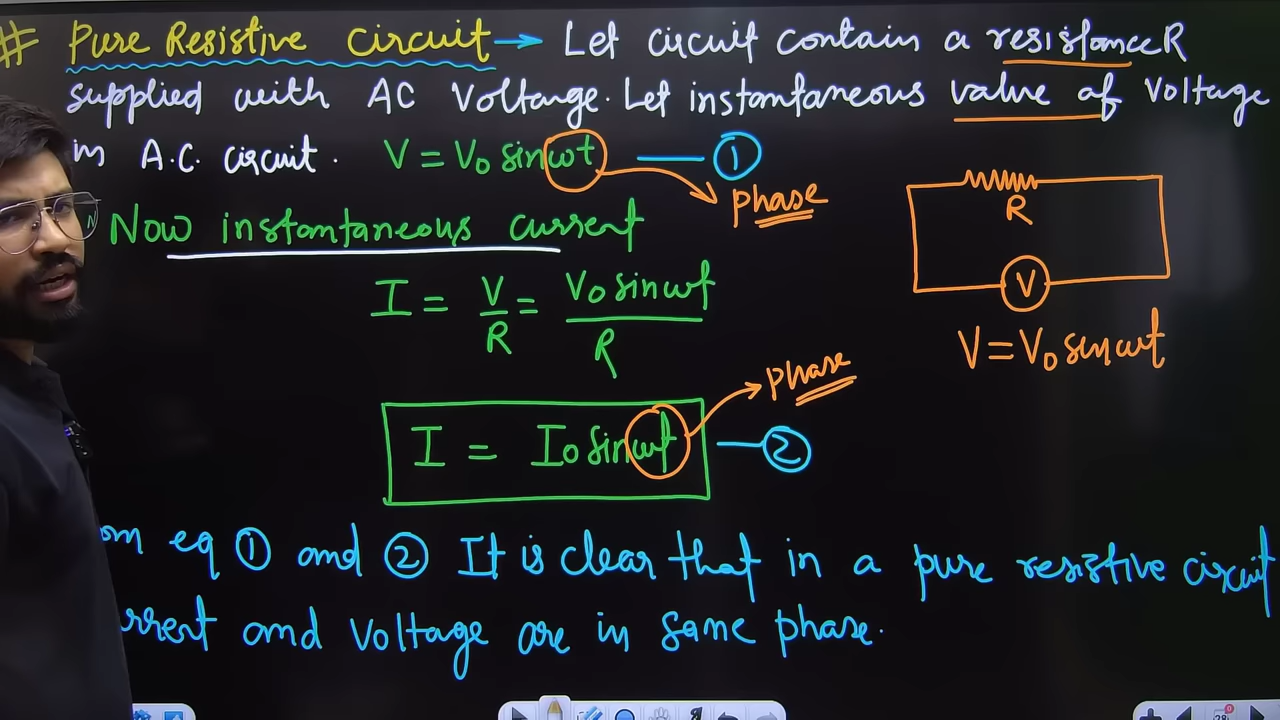 # Pure Resistive circuit → Let circuit contain a resistance R
supplied with AC Voltange. Let instantaneous value of Voltage
in A.C. circuit. V = V₀ sinωt — ①
phase
R
Now instantaneous current
V
I = V/R = V₀ sinωt/R
V = V₀ sinωt
phase
I = I₀ sinωt — ②
om eq ① and ② It is clear that in a pure resistive circuit
urrent and Voltage are in same phase.